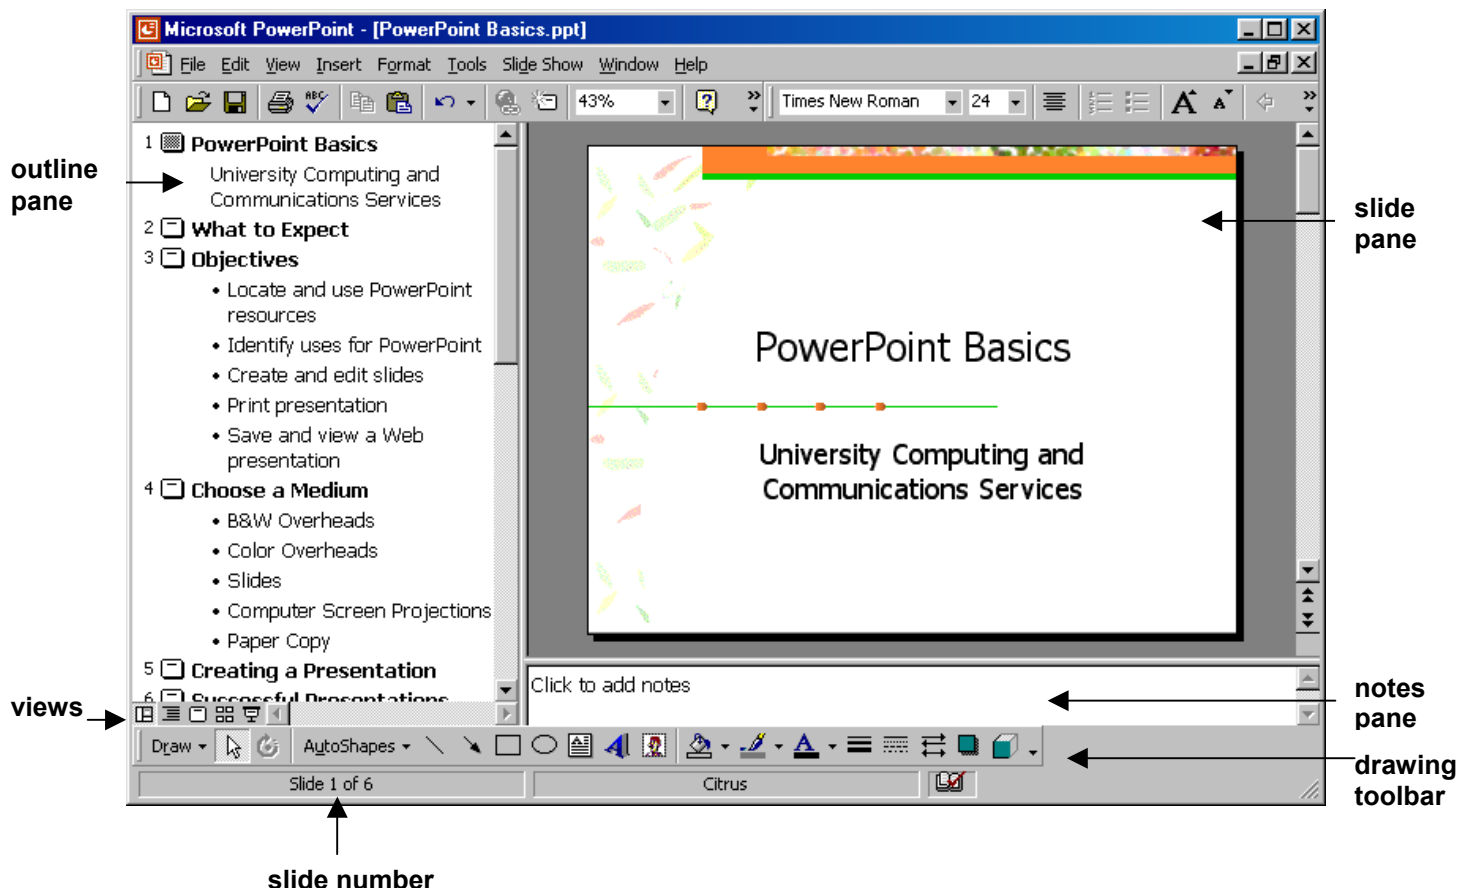 Microsoft PowerPoint - [PowerPoint Basics.ppt]
File Edit View Insert Format Tools Slide Show Window Help
ABC 43% Times New Roman 24
1 PowerPoint Basics
University Computing and
Communications Services
2 What to Expect
3 Objectives
• Locate and use PowerPoint
resources
• Identify uses for PowerPoint
• Create and edit slides
• Print presentation
• Save and view a Web
presentation
4 Choose a Medium
• B&W Overheads
• Color Overheads
• Slides
• Computer Screen Projections
• Paper Copy
5 Creating a Presentation
6 Successful Presentations
outline
pane
views
PowerPoint Basics
University Computing and
Communications Services
slide
pane
Click to add notes
notes
pane
Draw AutoShapes
drawing
toolbar
Slide 1 of 6 Citrus
slide number